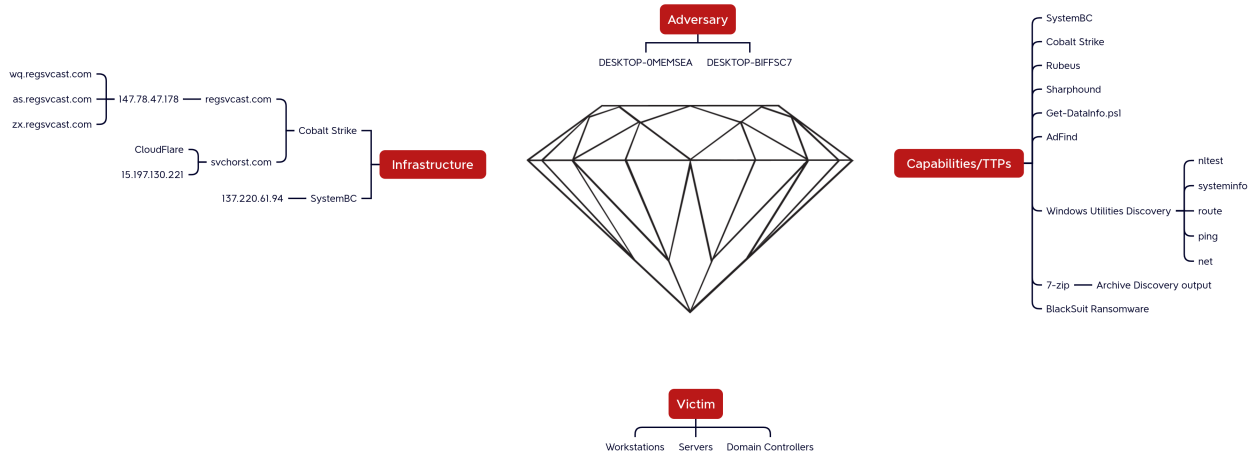 Adversary
DESKTOP-0MEMSEA
DESKTOP-BIFFSC7
wq.regsvcast.com
as.regsvcast.com
zx.regsvcast.com
147.78.47.178
regsvcast.com
CloudFlare
15.197.130.221
svchorst.com
Cobalt Strike
137.220.61.94
SystemBC
Infrastructure
Capabilities/TTPs
SystemBC
Cobalt Strike
Rubeus
Sharphound
Get-DataInfo.ps1
AdFind
Windows Utilities Discovery
nltest
systeminfo
route
ping
net
7-zip
Archive Discovery output
BlackSuit Ransomware
Victim
Workstations
Servers
Domain Controllers